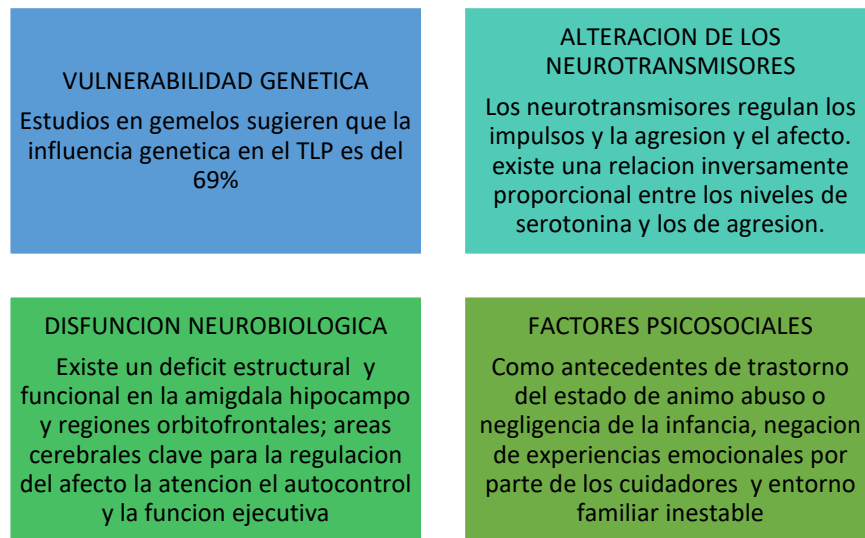 VULNERABILIDAD GENETICA
Estudios en gemelos sugieren que la
influencia genetica en el TLP es del
69%
ALTERACION DE LOS
NEUROTRANSMISORES
Los neurotransmisores regulan los
impulsos y la agresion y el afecto.
existe una relacion inversamente
proporcional entre los niveles de
serotonina y los de agresion.
DISFUNCION NEUROBIOLOGICA
Existe un deficit estructural y
funcional en la amigdala hipocampo
y regiones orbitofrontales; areas
cerebrales clave para la regulacion
del afecto la atencion el autocontrol
y la funcion ejecutiva
FACTORES PSICOSOCIALES
Como antecedentes de trastorno
del estado de animo abuso o
negligencia de la infancia, negacion
de experiencias emocionales por
parte de los cuidadores y entorno
familiar inestable